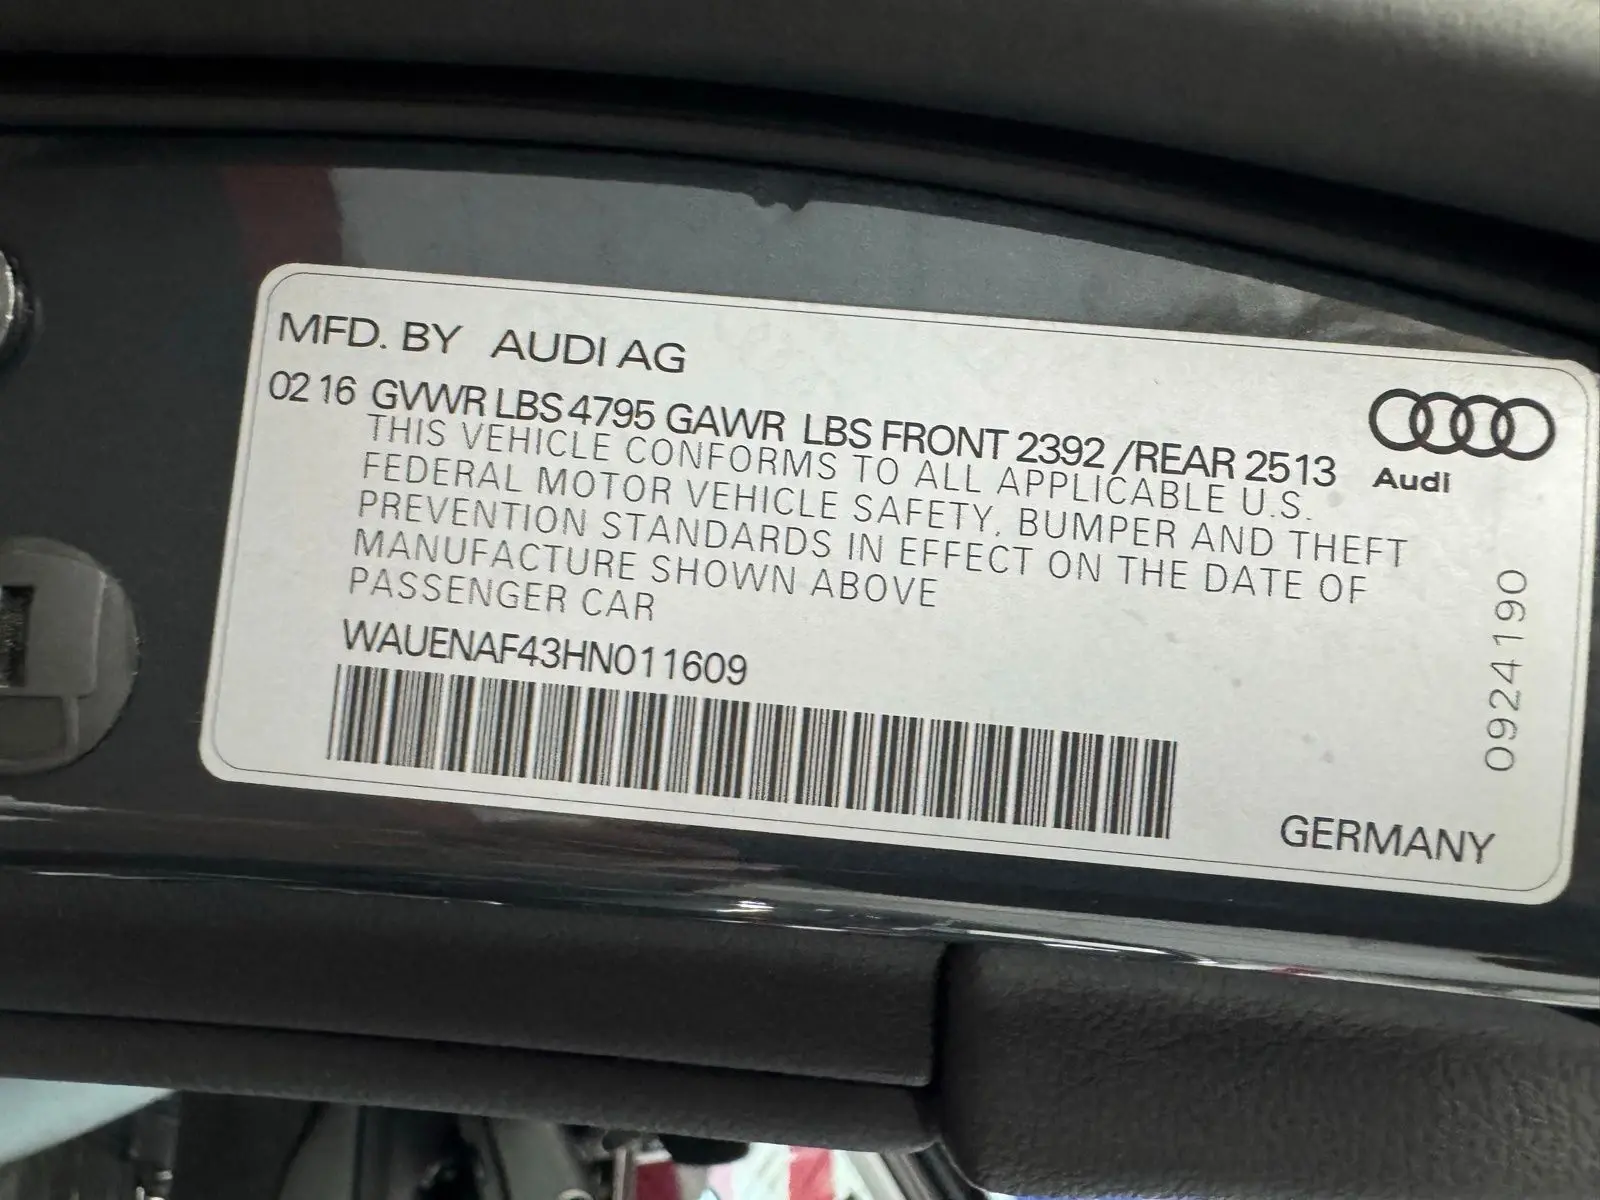 MFD. BY AUDI AG
02 16 GVWR LBS 4795 GAWR LBS FRONT 2392 /REAR 2513
THIS VEHICLE CONFORMS TO ALL APPLICABLE U.S.
FEDERAL MOTOR VEHICLE SAFETY, BUMPER AND THEFT
PREVENTION STANDARDS IN EFFECT ON THE DATE OF
MANUFACTURE SHOWN ABOVE
PASSENGER CAR
WAUENAF43HN011609
Audi
0924190
GERMANY